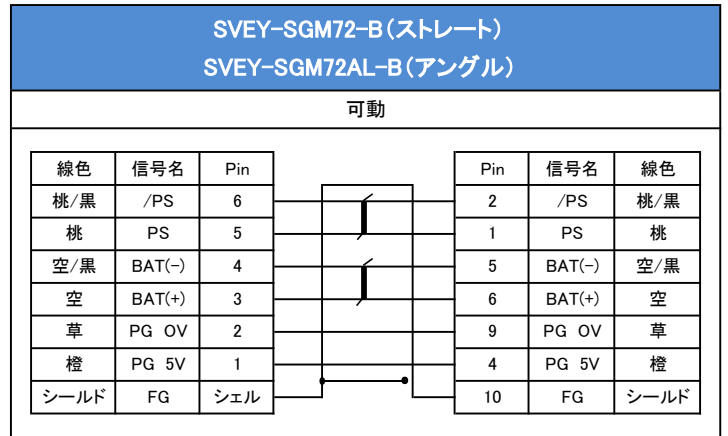 SVEY-SGM72-B(ストレート)
SVEY-SGM72AL-B(アングル)
可動
線色 信号名 Pin Pin 信号名 線色
桃/黒 /PS 6 2 /PS 桃/黒
桃 PS 5 1 PS 桃
空/黒 BAT(-) 4 5 BAT(-) 空/黒
空 BAT(+) 3 6 BAT(+) 空
草 PG OV 2 9 PG OV 草
橙 PG 5V 1 4 PG 5V 橙
シールド FG シェル 10 FG シールド